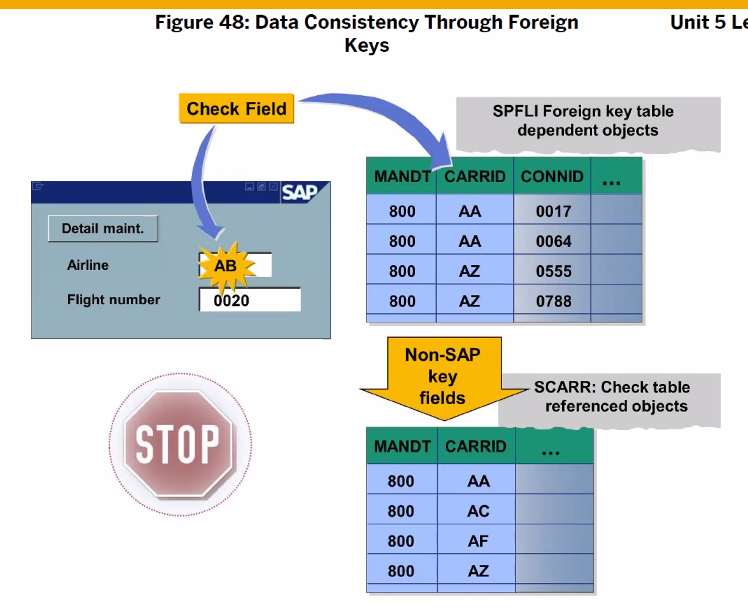 Figure 48: Data Consistency Through Foreign
Keys
Unit 5 Le
Check Field
SPFLI Foreign key table
dependent objects
MANDT CARRID CONNID ...
800 AA 0017
800 AA 0064
800 AZ 0555
800 AZ 0788
SAP
Detail maint.
Airline AB
Flight number 0020
Non-SAP
key
fields
SCARR: Check table
referenced objects
STOP
MANDT CARRID ...
800 AA
800 AC
800 AF
800 AZ